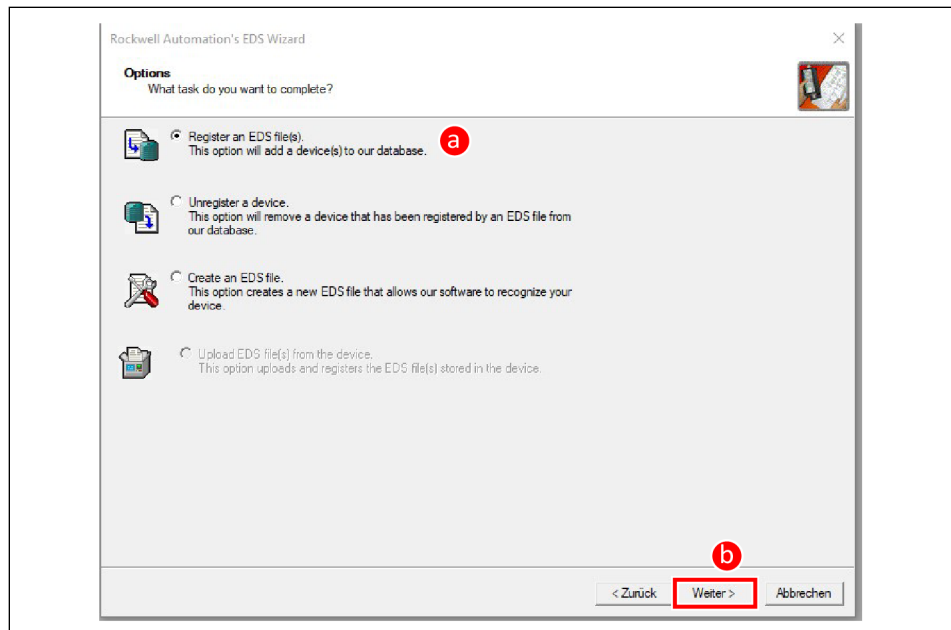 Rockwell Automation's EDS Wizard
Options
What task do you want to complete?
Register an EDS file(s).
This option will add a device(s) to our database.
a
Unregister a device.
This option will remove a device that has been registered by an EDS file from
our database.
Create an EDS file.
This option creates a new EDS file that allows our software to recognize your
device.
Upload EDS file(s) from the device.
This option uploads and registers the EDS file(s) stored in the device.
b
< Zurück
Weiter >
Abbrechen